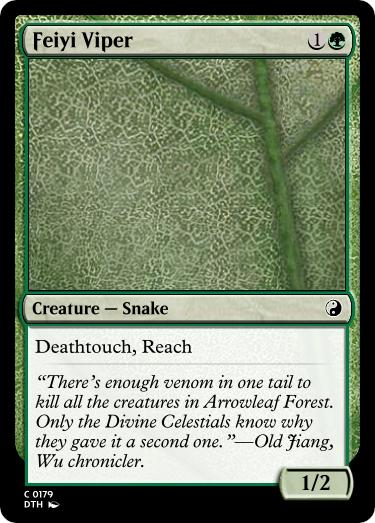 Feiyi Viper 1
Creature — Snake
Deathtouch, Reach
“There’s enough venom in one tail to
kill all the creatures in Arrowleaf Forest.
Only the Divine Celestials know why
they gave it a second one.”—Old Jiang,
Wu chronicler.
1/2
C 0179
DTH